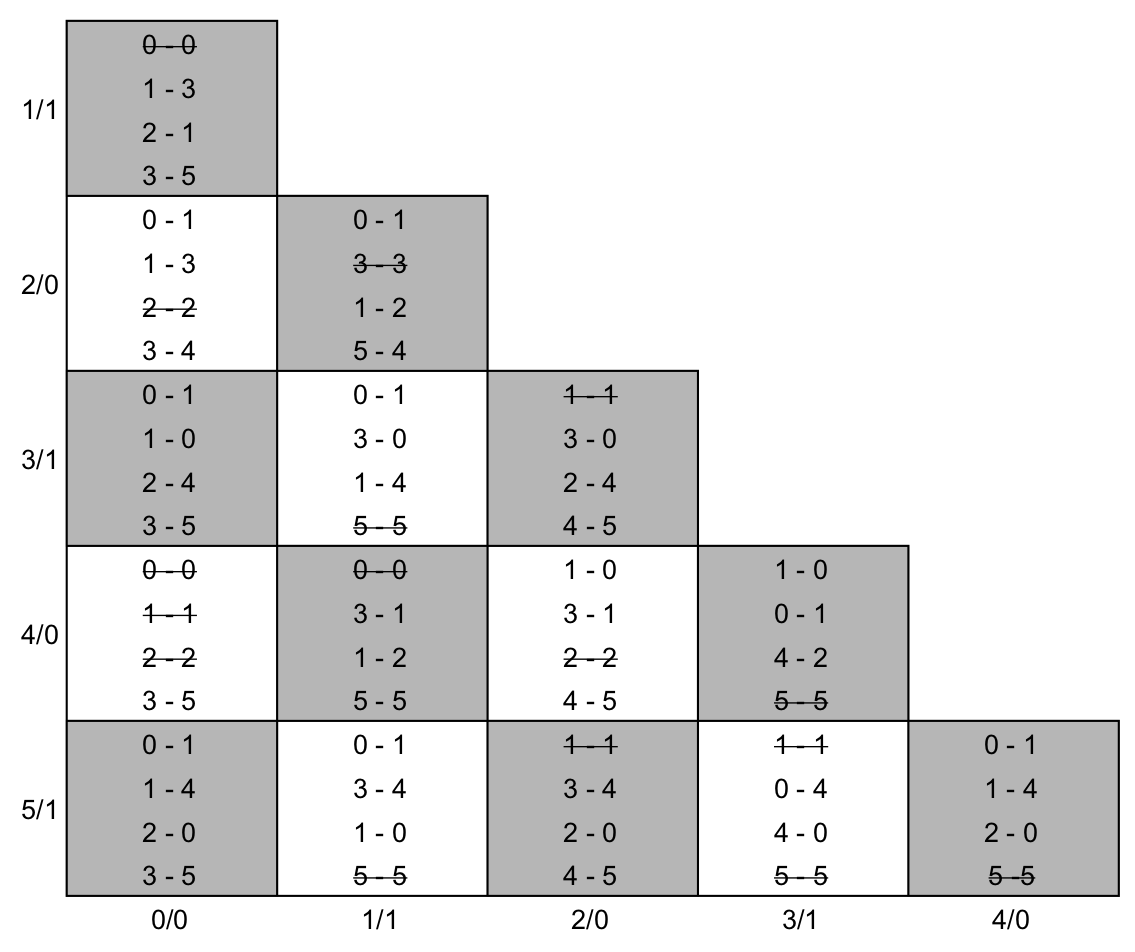 0 - 0
1 - 3
1/1
2 - 1
3 - 5
0 - 1 0 - 1
1 - 3 3 - 3
2/0
2 - 2 1 - 2
3 - 4 5 - 4
0 - 1 0 - 1 1 - 1
1 - 0 3 - 0 3 - 0
3/1
2 - 4 1 - 4 2 - 4
3 - 5 5 - 5 4 - 5
0 - 0 0 - 0 1 - 0 1 - 0
1 - 1 3 - 1 3 - 1 0 - 1
4/0
2 - 2 1 - 2 2 - 2 4 - 2
3 - 5 5 - 5 4 - 5 5 - 5
0 - 1 0 - 1 1 - 1 1 - 1 0 - 1
1 - 4 3 - 4 3 - 4 0 - 4 1 - 4
5/1
2 - 0 1 - 0 2 - 0 4 - 0 2 - 0
3 - 5 5 - 5 4 - 5 5 - 5 5 -5
0/0 1/1 2/0 3/1 4/0